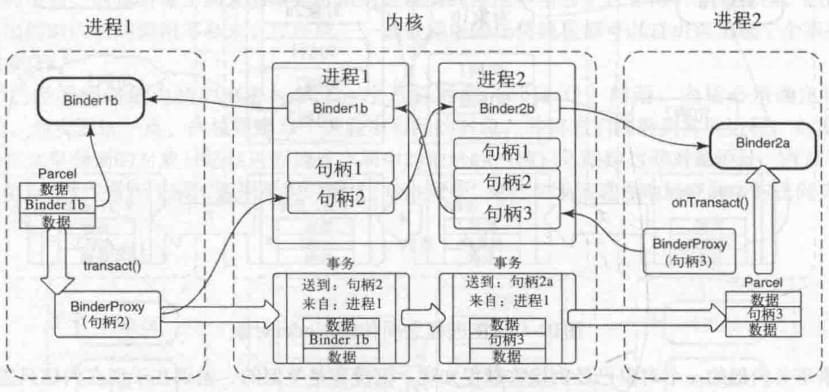 进程1
内核
进程2
Binder1b
Parcel
数据
Binder 1b
数据
transact()
BinderProxy
(句柄2)
进程1
Binder1b
句柄1
句柄2
进程2
Binder2b
句柄1
句柄2
句柄3
事务
送到：句柄2
来自：进程1
数据
Binder 1b
数据
事务
送到：句柄2a
来自：进程1
数据
句柄3
数据
Binder2a
onTransact()
BinderProxy
(句柄3)
Parcel
数据
句柄3
数据